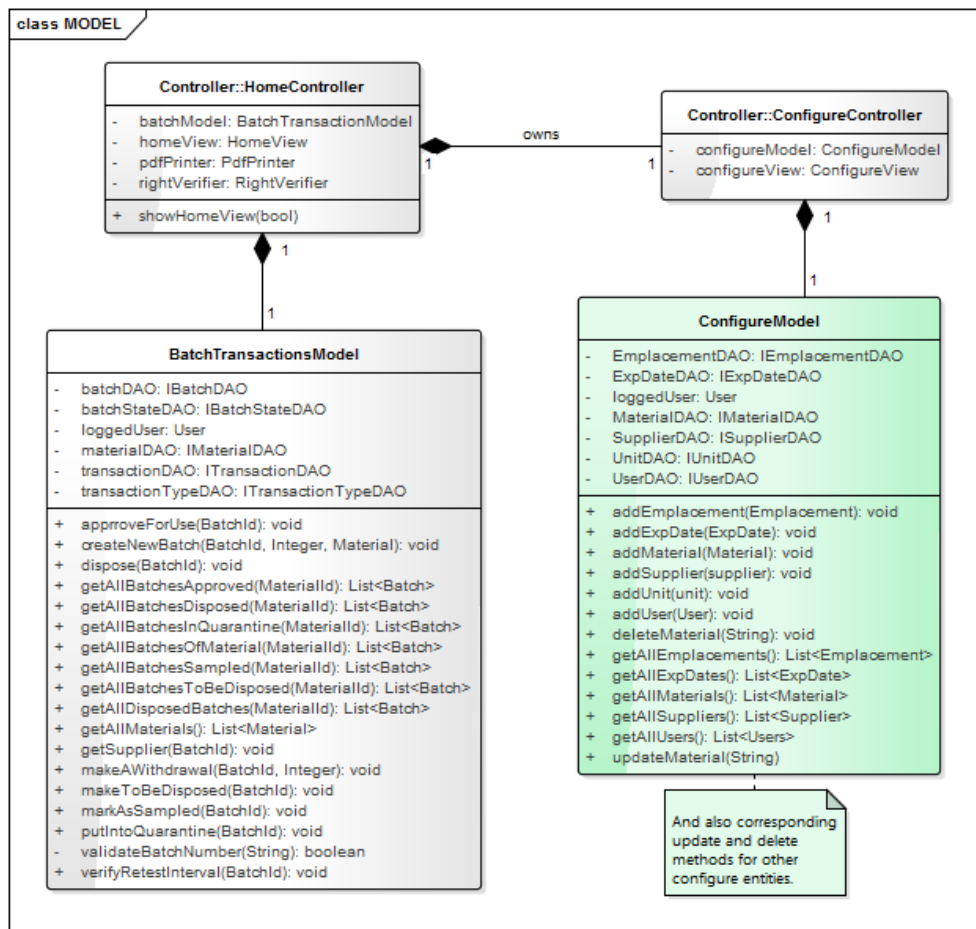 class MODEL
Controller::HomeController
- batchModel: BatchTransactionModel
- homeView: HomeView
- pdfPrinter: PdfPrinter
- rightVerifier: RightVerifier
+ showHomeView(bool)
1
owns
1
Controller::ConfigureController
- configureModel: ConfigureModel
- configureView: ConfigureView
1
1
1
1
BatchTransactionsModel
- batchDAO: IBatchDAO
- batchStateDAO: IBatchStateDAO
- loggedUser: User
- materialDAO: IMaterialDAO
- transactionDAO: ITransactionDAO
- transactionTypeDAO: ITransactionTypeDAO
+ apprroveForUse(BatchId): void
+ createNewBatch(BatchId, Integer, Material): void
+ dispose(BatchId): void
+ getAllBatchesApproved(MaterialId): List<Batch>
+ getAllBatchesDisposed(MaterialId): List<Batch>
+ getAllBatchesInQuarantine(MaterialId): List<Batch>
+ getAllBatchesOfMaterial(MaterialId): List<Batch>
+ getAllBatchesSampled(MaterialId): List<Batch>
+ getAllBatchesToBeDisposed(MaterialId): List<Batch>
+ getAllDisposedBatches(MaterialId): List<Batch>
+ getAllMaterials(): List<Material>
+ getSupplier(BatchId): void
+ makeAWithdrawal(BatchId, Integer): void
+ makeToBeDisposed(BatchId): void
+ markAsSampled(BatchId): void
+ putIntoQuarantine(BatchId): void
- validateBatchNumber(String): boolean
+ verifyRetestInterval(BatchId): void
ConfigureModel
- EmplacementDAO: IEmplacementDAO
- ExpDateDAO: IExpDateDAO
- loggedUser: User
- MaterialDAO: IMaterialDAO
- SupplierDAO: ISupplierDAO
- UnitDAO: IUnitDAO
- UserDAO: IUserDAO
+ addEmplacement(Emplacement): void
+ addExpDate(ExpDate): void
+ addMaterial(Material): void
+ addSupplier(supplier): void
+ addUnit(unit): void
+ addUser(User): void
+ deleteMaterial(String): void
+ getAllEmplacements(): List<Emplacement>
+ getAllExpDates(): List<ExpDate>
+ getAllMaterials(): List<Material>
+ getAllSuppliers(): List<Supplier>
+ getAllUsers(): List<Users>
+ updateMaterial(String)
And also corresponding
update and delete
methods for other
configure entities.